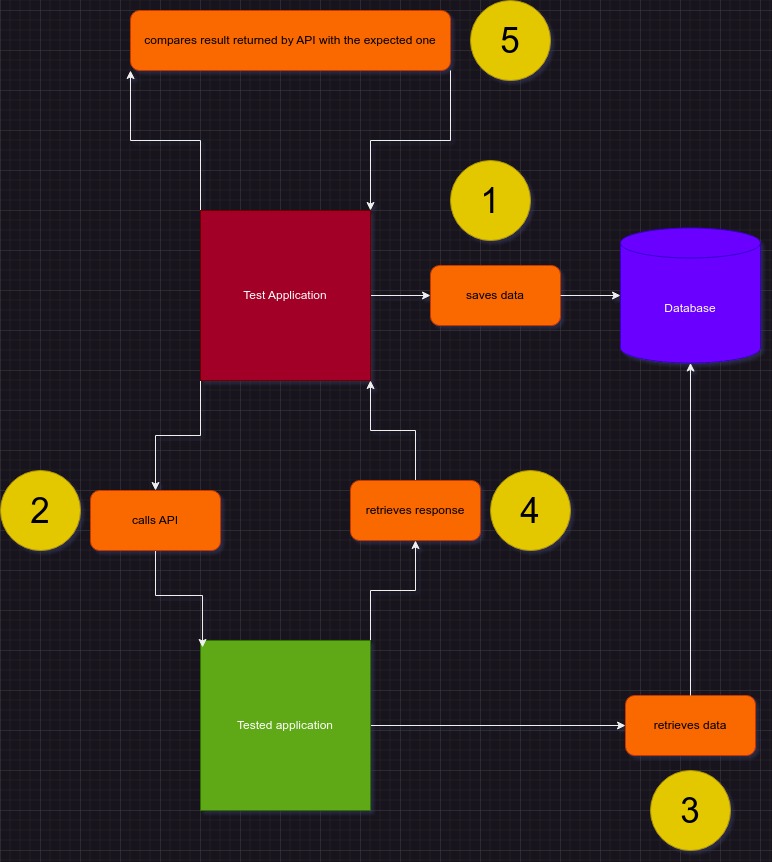 compares result returned by API with the expected one
5
1
Test Application
saves data
Database
2
calls API
retrieves response
4
Tested application
retrieves data
3